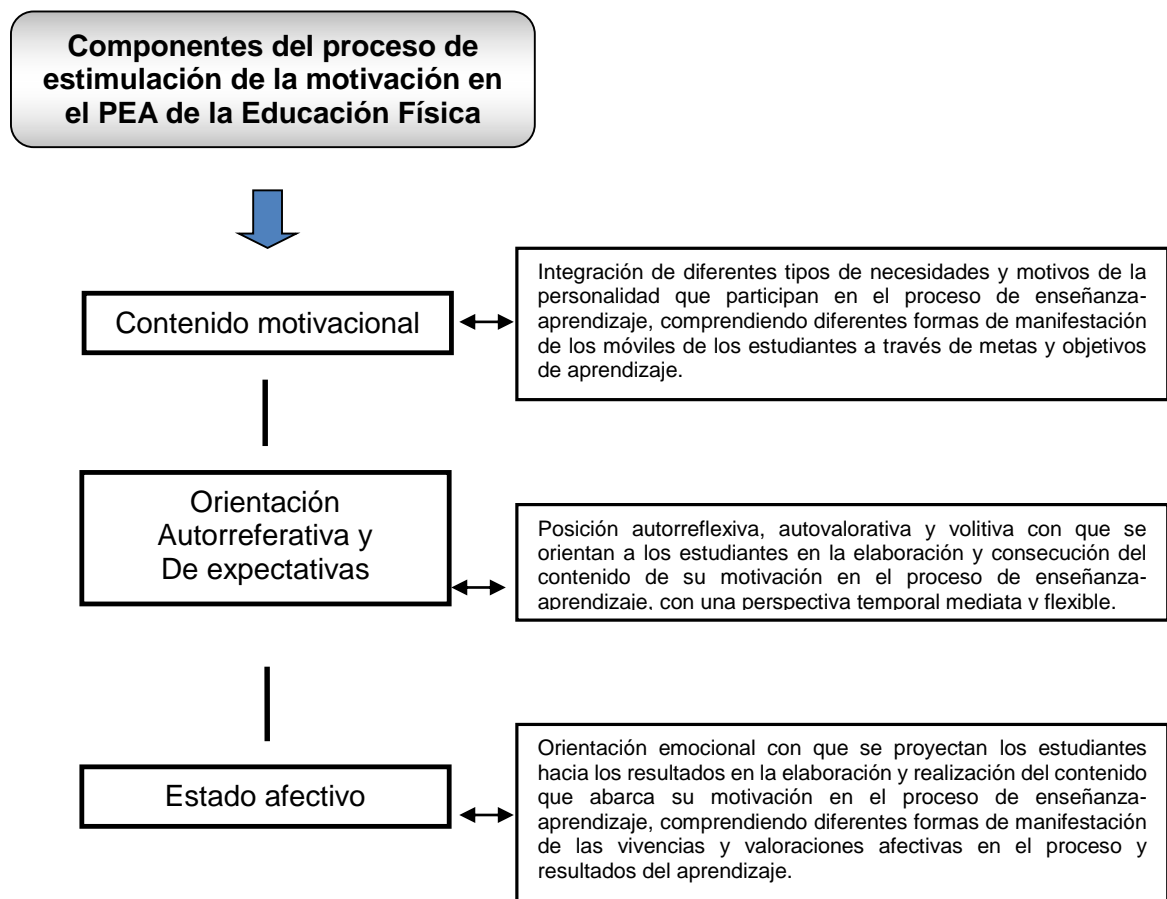 Componentes del proceso de
estimulación de la motivación en
el PEA de la Educación Física
Contenido motivacional
Integración de diferentes tipos de necesidades y motivos de la
personalidad que participan en el proceso de enseñanza-
aprendizaje, comprendiendo diferentes formas de manifestación
de los móviles de los estudiantes a través de metas y objetivos
de aprendizaje.
Orientación
Autorreferativa y
De expectativas
Posición autorreflexiva, autovalorativa y volitiva con que se
orientan a los estudiantes en la elaboración y consecución del
contenido de su motivación en el proceso de enseñanza-
aprendizaje, con una perspectiva temporal mediata y flexible.
Estado afectivo
Orientación emocional con que se proyectan los estudiantes
hacia los resultados en la elaboración y realización del contenido
que abarca su motivación en el proceso de enseñanza-
aprendizaje, comprendiendo diferentes formas de manifestación
de las vivencias y valoraciones afectivas en el proceso y
resultados del aprendizaje.